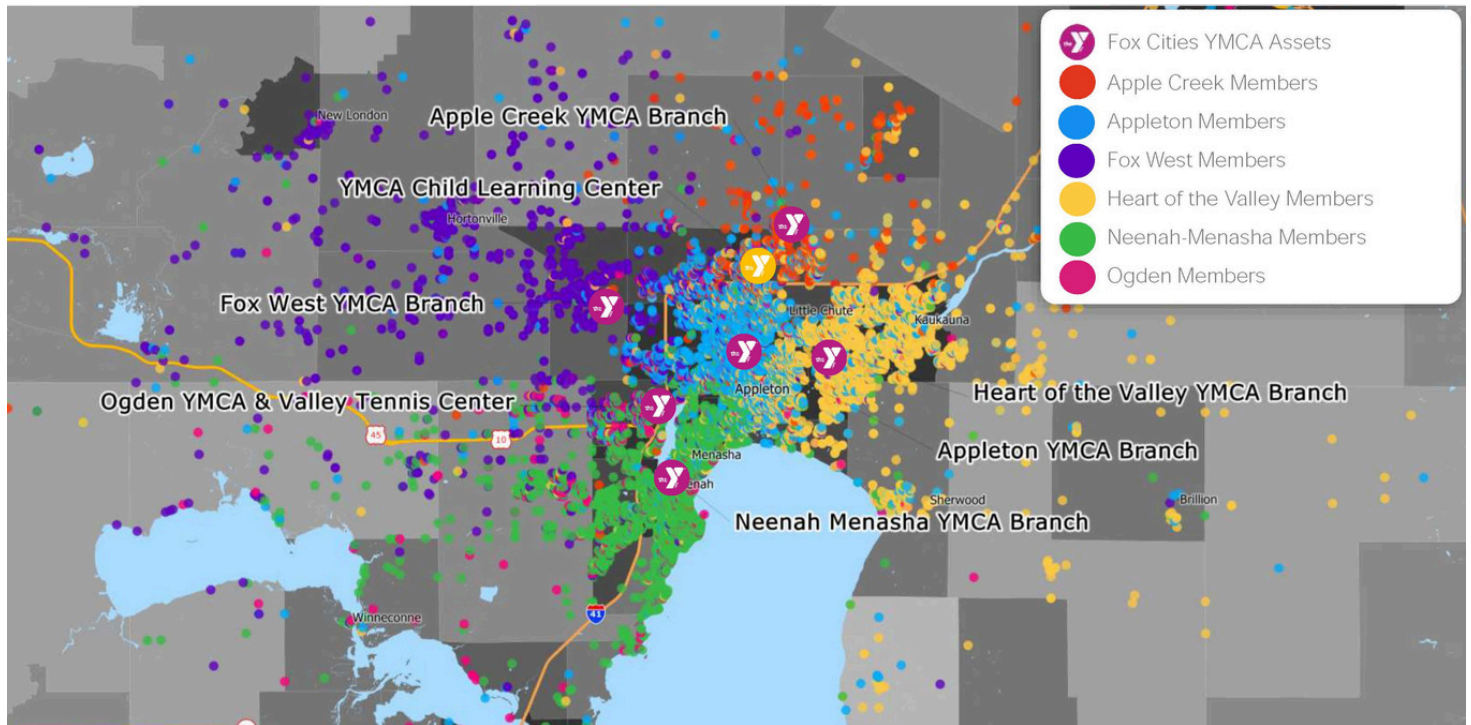 Fox Cities YMCA Assets
Apple Creek Members
Appleton Members
Fox West Members
Heart of the Valley Members
Neenah-Menasha Members
Ogden Members
New London
Apple Creek YMCA Branch
YMCA Child Learning Center
Hortonville
Fox West YMCA Branch
Little Chute
Kaukauna
Appleton
Heart of the Valley YMCA Branch
Ogden YMCA & Valley Tennis Center
45
10
Appleton YMCA Branch
Menasha
enah
Sherwood
Brillion
Neenah Menasha YMCA Branch
41
Winneconne